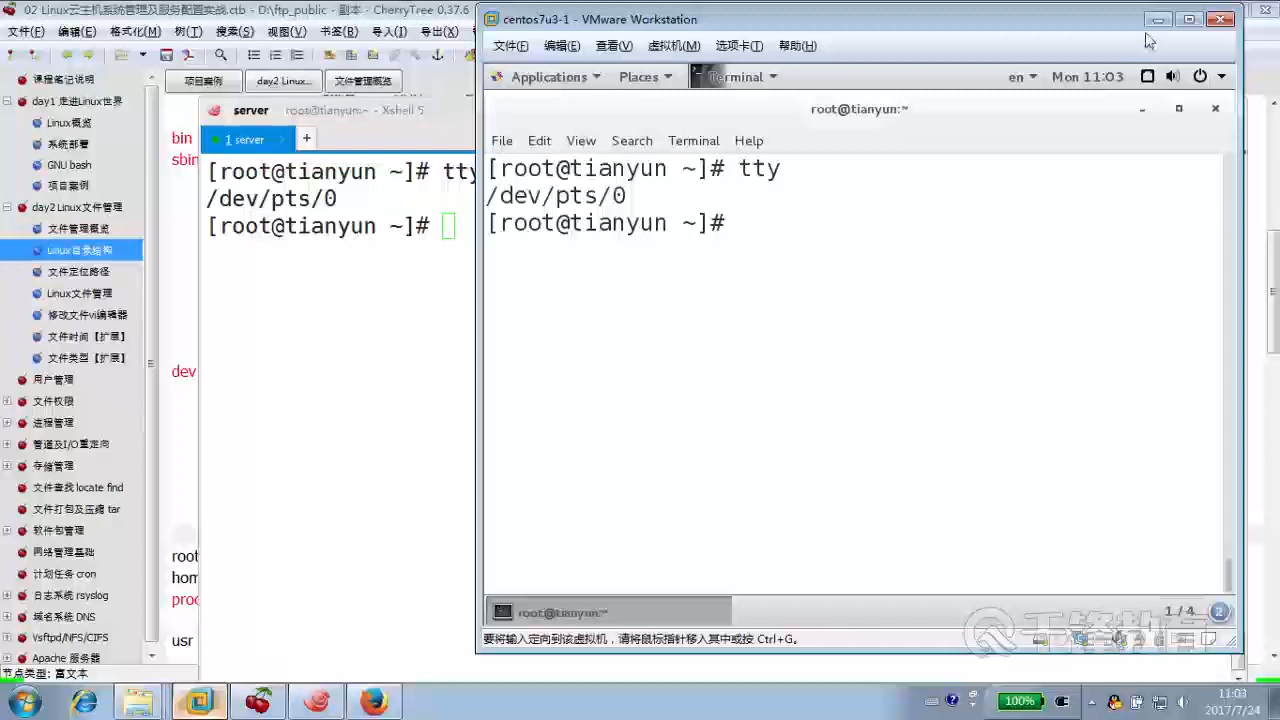 02 Linux云主机系统管理及服务配置实战.ctb - D:\ftp_public - 副本 - CherryTree 0.37.6
文件(F) 编辑(E) 格式化(M) 树(T) 搜索(S) 视图(V) 书签(B) 导入(I) 导出(X)
课程笔记说明
day1 走进Linux世界
Linux概览
系统部署
GNU bash
项目案例
day2 Linux文件管理
文件管理概览
Linux目录结构
文件定位路径
Linux文件管理
修改文件vi编辑器
文件时间【扩展】
文件类型【扩展】
用户管理
文件权限
进程管理
管道及I/O重定向
存储管理
文件查找 locate find
文件打包及压缩 tar
软件包管理
网络管理基础
计划任务 cron
日志系统 rsyslog
域名系统 DNS
Vsftpd/NFS/CIFS
Apache 服务器
节点类型: 富文本
项目案例 day2 Linux... 文件管理概览
bin
sbin
dev
root
hom
proc
usr
server root@tianyun:~ - Xshell 5
1 server +
[root@tianyun ~]# tty
/dev/pts/0
[root@tianyun ~]#
centos7u3-1 - VMware Workstation
文件(F) 编辑(E) 查看(V) 虚拟机(M) 选项卡(T) 帮助(H)
Applications Places Terminal en Mon 11:03
root@tianyun:~
File Edit View Search Terminal Help
[root@tianyun ~]# tty
/dev/pts/0
[root@tianyun ~]#
root@tianyun:~ 1 / 4 2
要将输入定向到该虚拟机，请将鼠标指针移入其中或按 Ctrl+G。
千锋教育
100% 11:03
2017/7/24